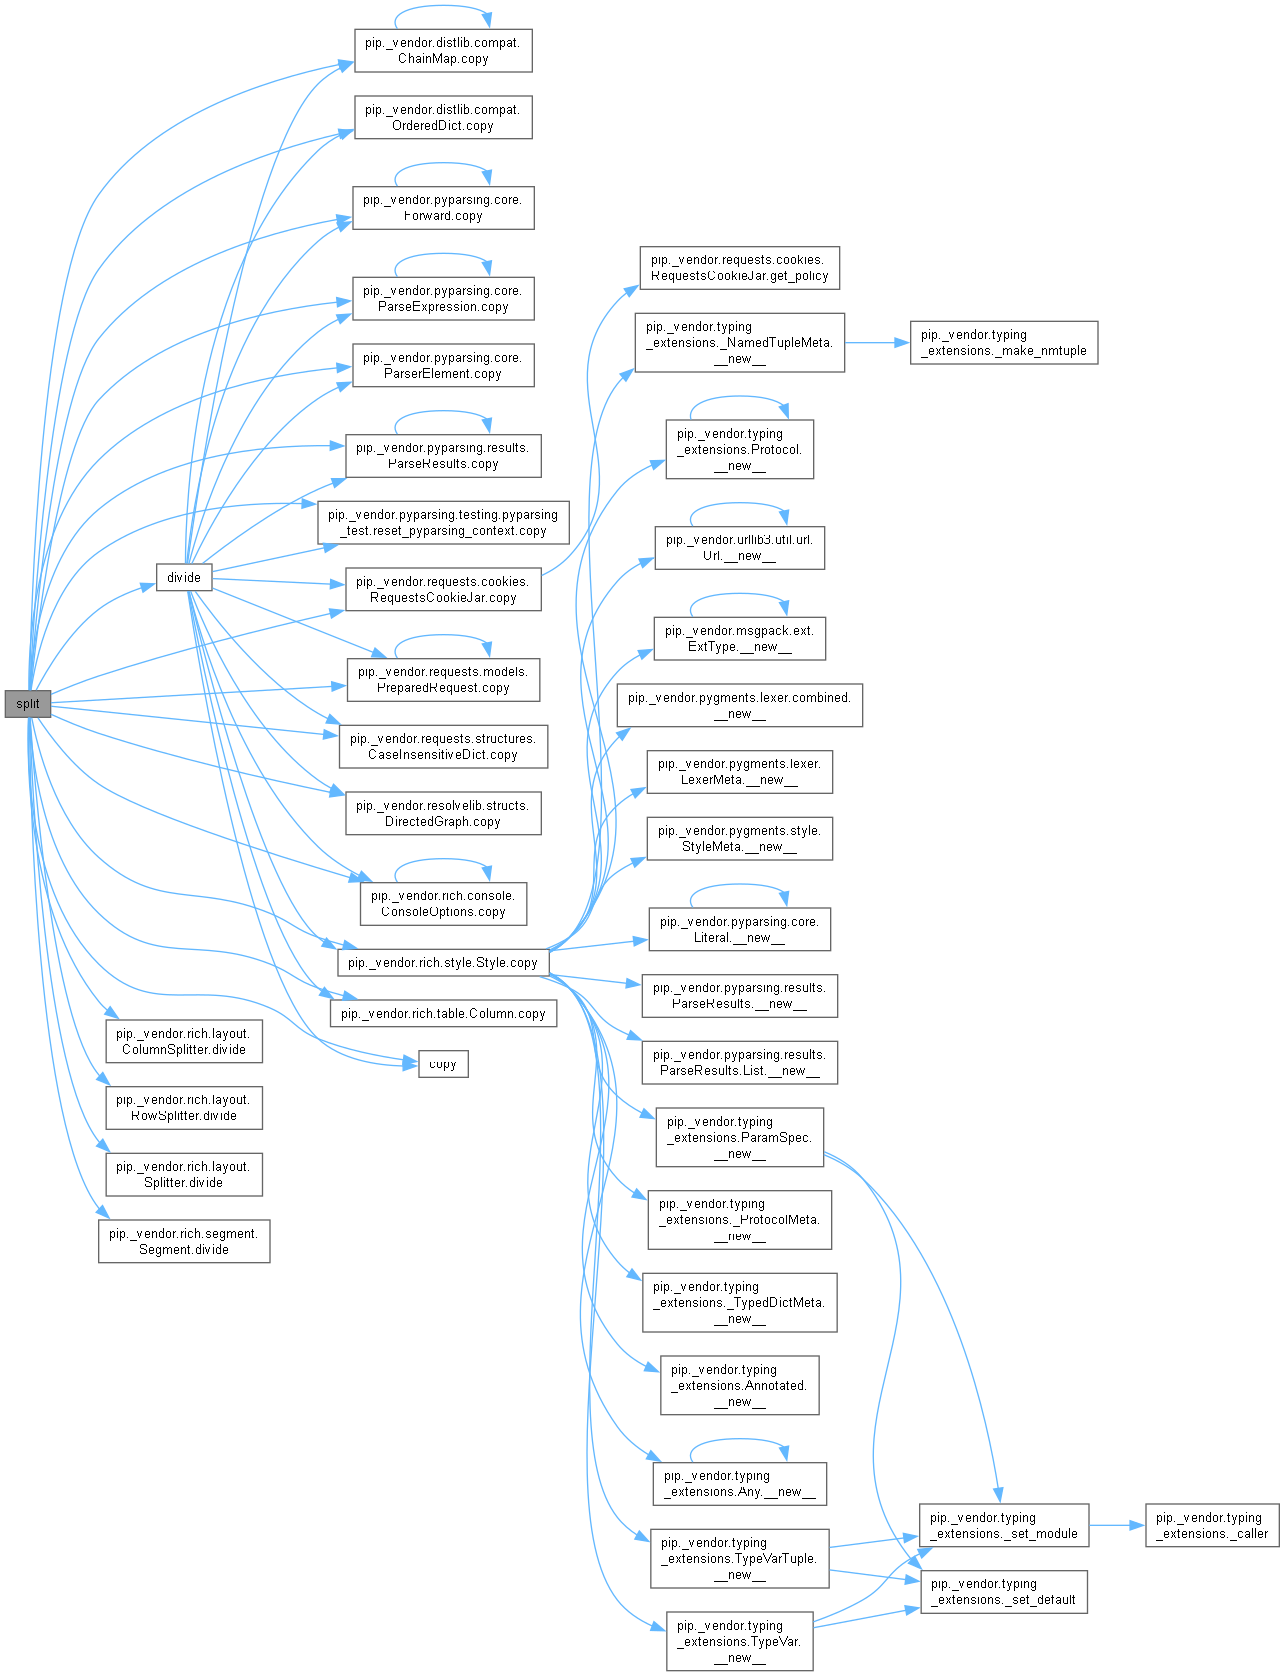 split
divide
pip._vendor.rich.layout.
ColumnSplitter.divide
pip._vendor.rich.layout.
RowSplitter.divide
pip._vendor.rich.layout.
Splitter.divide
pip._vendor.rich.segment.
Segment.divide
pip._vendor.distlib.compat.
ChainMap.copy
pip._vendor.distlib.compat.
OrderedDict.copy
pip._vendor.pyparsing.core.
Forward.copy
pip._vendor.pyparsing.core.
ParseExpression.copy
pip._vendor.pyparsing.core.
ParserElement.copy
pip._vendor.pyparsing.results.
ParseResults.copy
pip._vendor.pyparsing.testing.pyparsing
_test.reset_pyparsing_context.copy
pip._vendor.requests.cookies.
RequestsCookieJar.copy
pip._vendor.requests.models.
PreparedRequest.copy
pip._vendor.requests.structures.
CaseInsensitiveDict.copy
pip._vendor.resolvelib.structs.
DirectedGraph.copy
pip._vendor.rich.console.
ConsoleOptions.copy
pip._vendor.rich.style.Style.copy
pip._vendor.rich.table.Column.copy
copy
pip._vendor.requests.cookies.
RequestsCookieJar.get_policy
pip._vendor.typing
_extensions._NamedTupleMeta.
__new__
pip._vendor.typing
_extensions.Protocol.
__new__
pip._vendor.urllib3.util.url.
Url.__new__
pip._vendor.msgpack.ext.
ExtType.__new__
pip._vendor.pygments.lexer.combined.
__new__
pip._vendor.pygments.lexer.
LexerMeta.__new__
pip._vendor.pygments.style.
StyleMeta.__new__
pip._vendor.pyparsing.core.
Literal.__new__
pip._vendor.pyparsing.results.
ParseResults.__new__
pip._vendor.pyparsing.results.
ParseResults.List.__new__
pip._vendor.typing
_extensions.ParamSpec.
__new__
pip._vendor.typing
_extensions._ProtocolMeta.
__new__
pip._vendor.typing
_extensions._TypedDictMeta.
__new__
pip._vendor.typing
_extensions.Annotated.
__new__
pip._vendor.typing
_extensions.Any.__new__
pip._vendor.typing
_extensions.TypeVarTuple.
__new__
pip._vendor.typing
_extensions.TypeVar.
__new__
pip._vendor.typing
_extensions._make_nmtuple
pip._vendor.typing
_extensions._set_module
pip._vendor.typing
_extensions._set_default
pip._vendor.typing
_extensions._caller